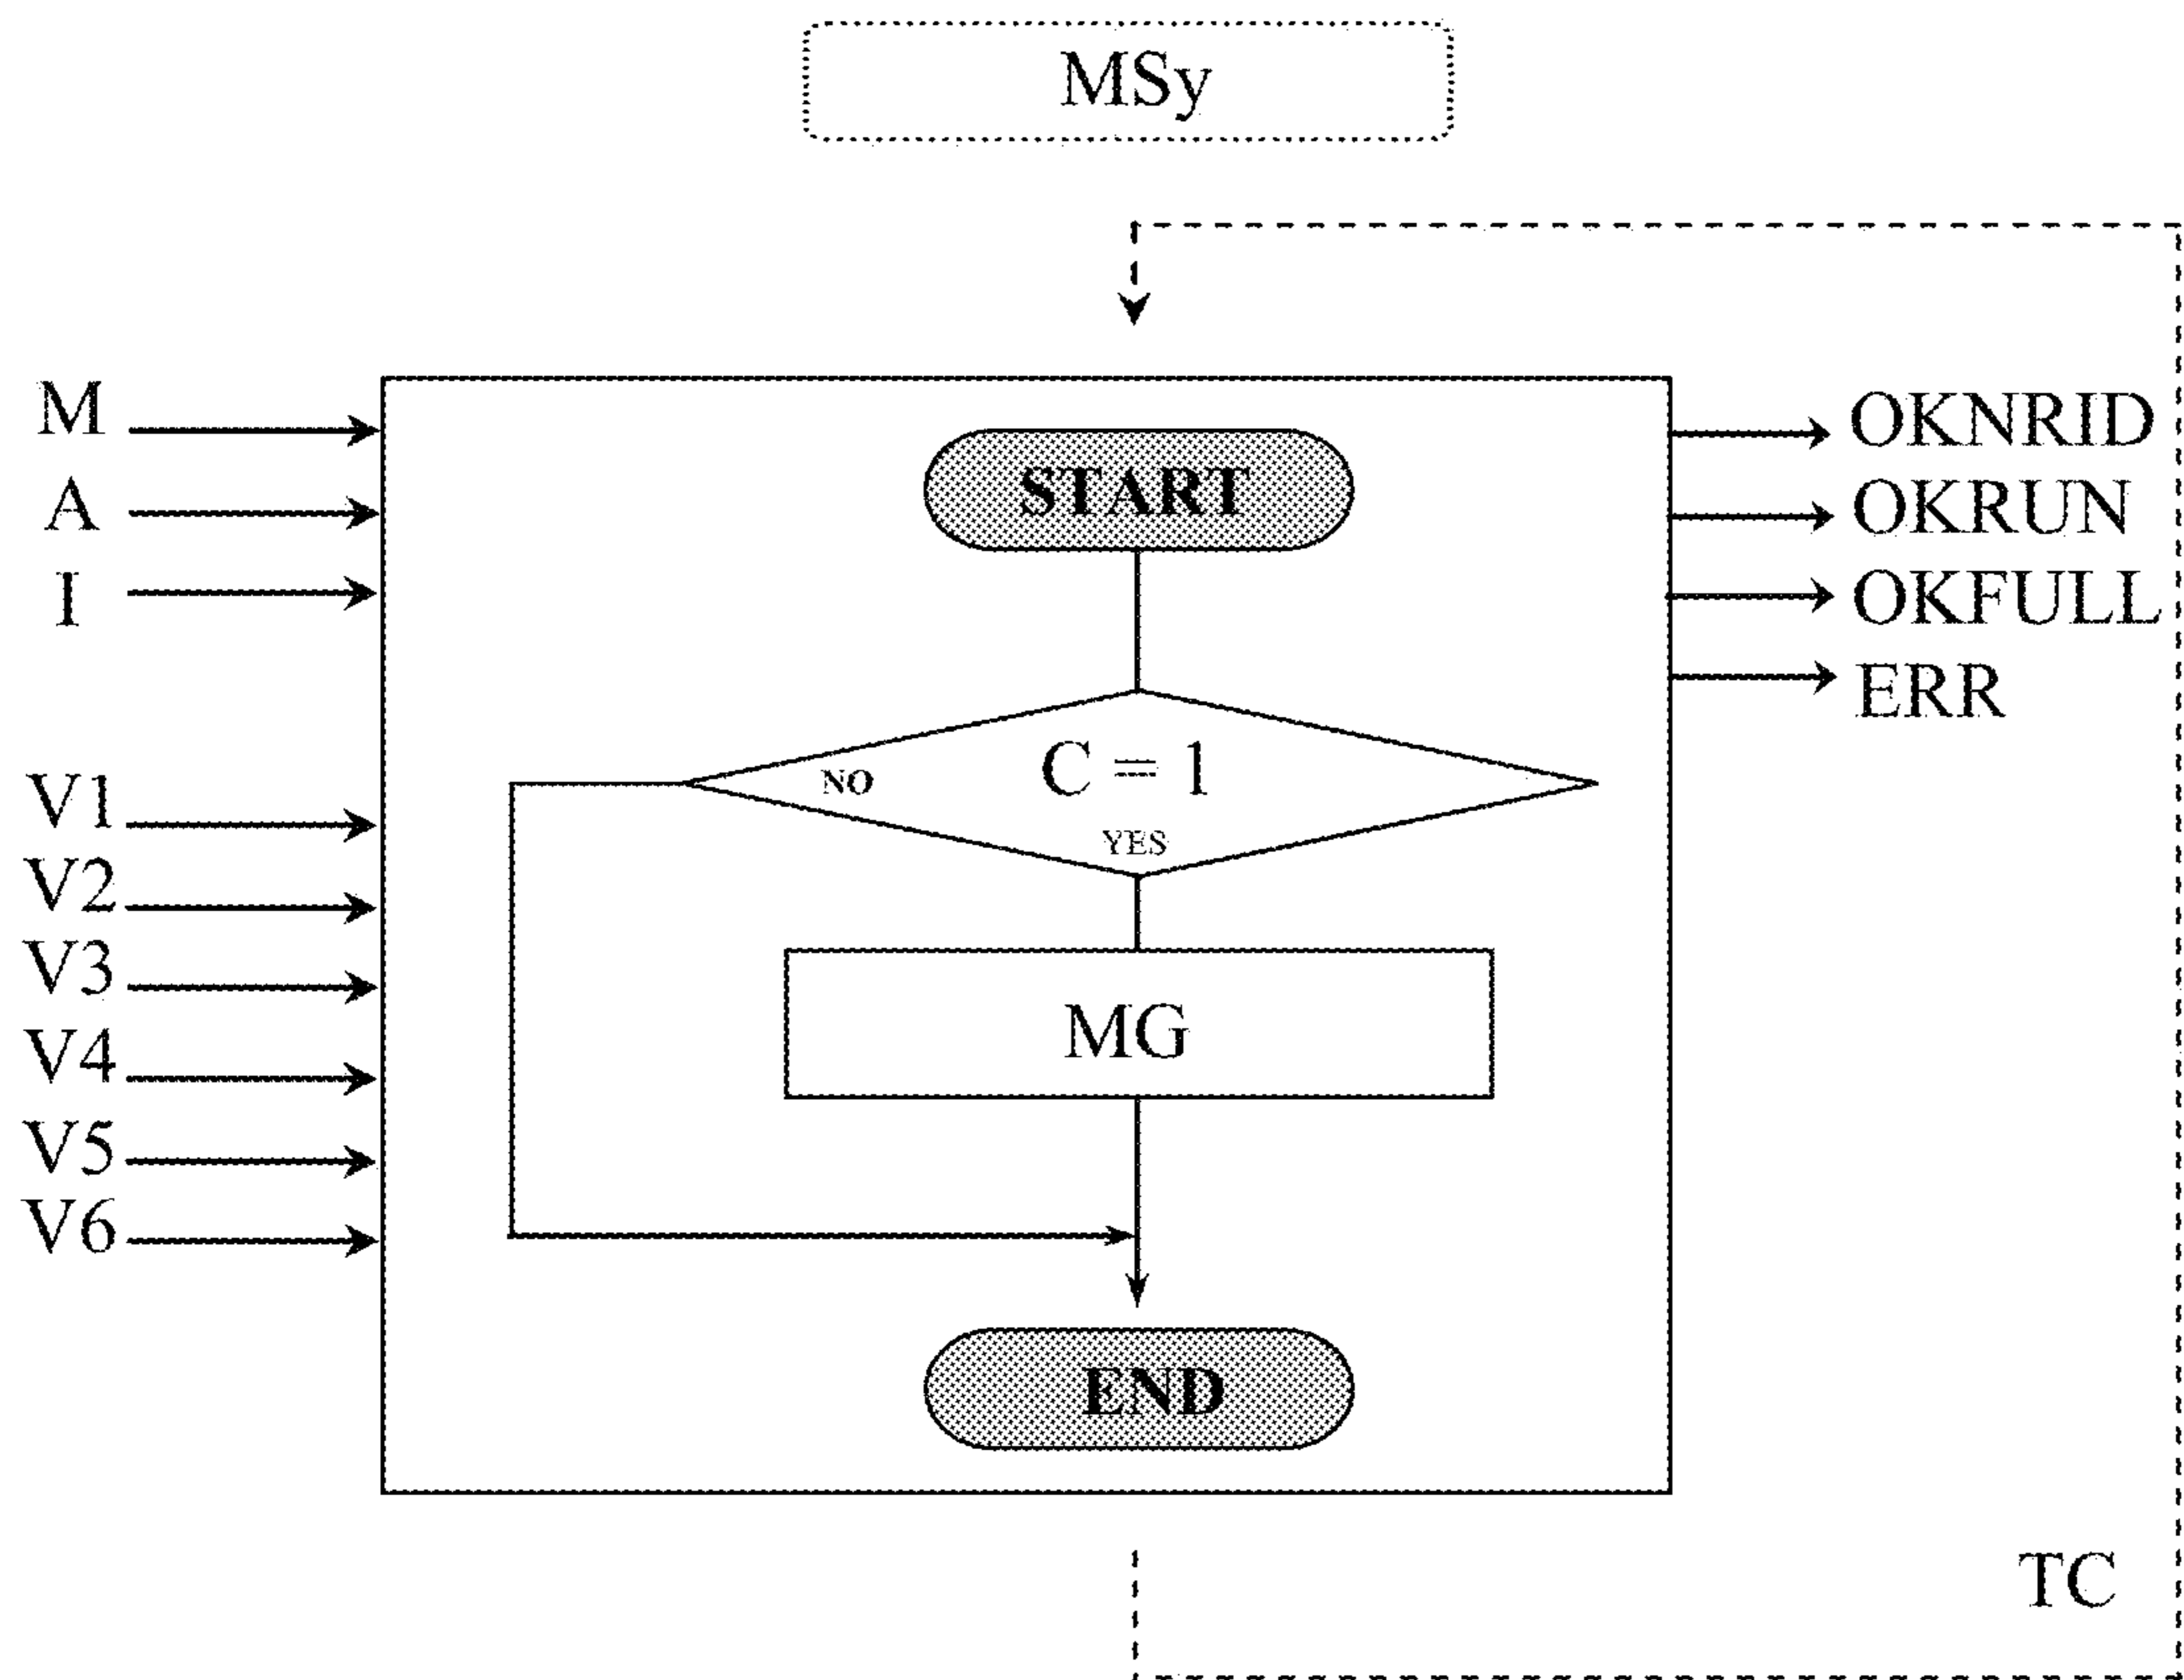 MSy
M
A
I
V1
V2
V3
V4
V5
V6
START
C = 1
NO
YES
MG
END
OKNRID
OKRUN
OKFULL
ERR
TC